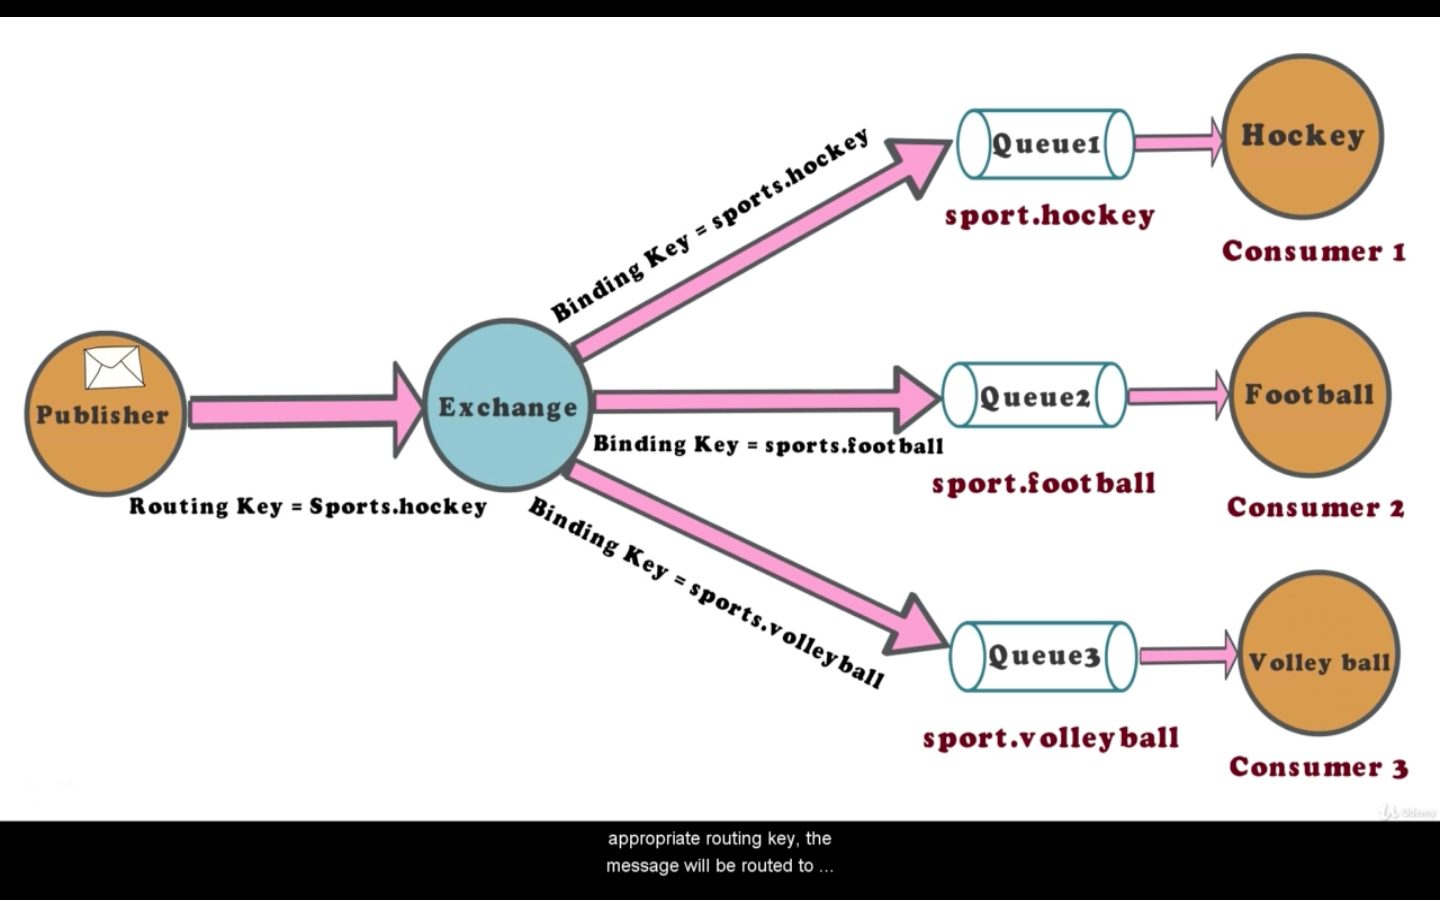 Binding Key = sports.hockey
Queue1
Hockey
sport.hockey
Consumer 1
Publisher
Exchange
Queue2
Football
Binding Key = sports.football
sport.football
Routing Key = Sports.hockey
Consumer 2
Binding Key = sports.volleyball
Queue3
Volley ball
sport.volleyball
Consumer 3
Udemy
appropriate routing key, the
message will be routed to ...